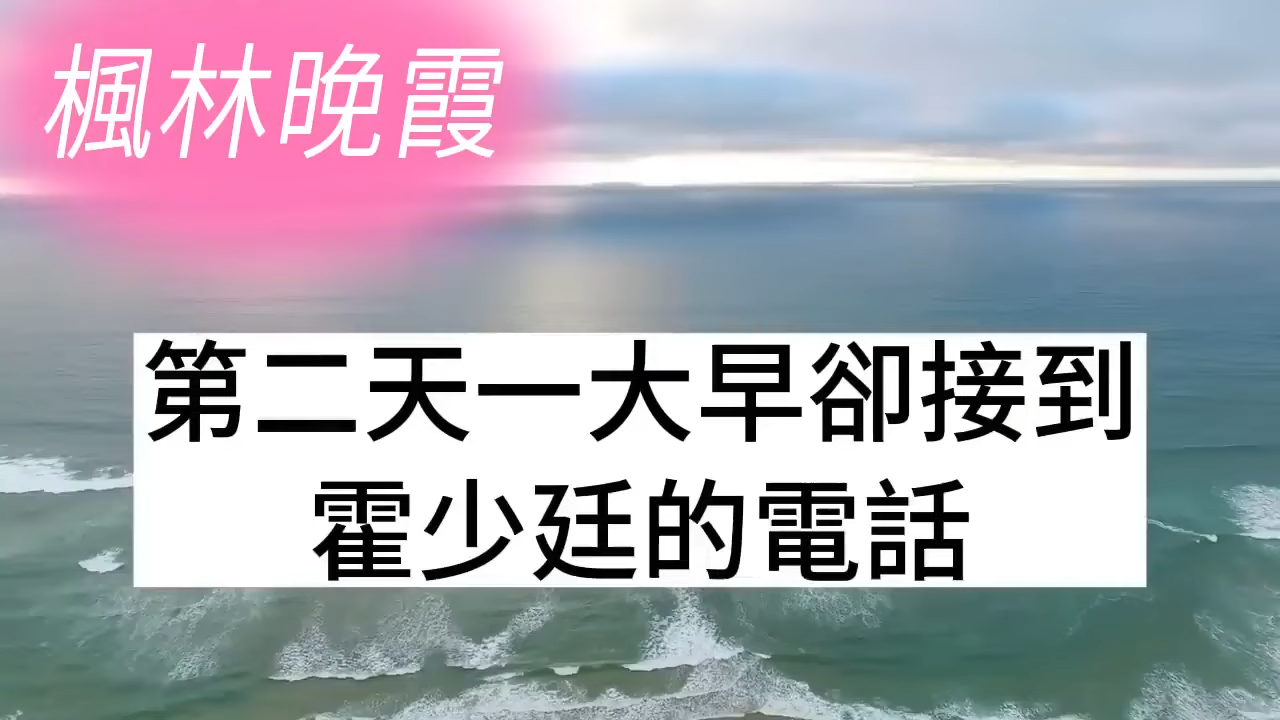 楓林晚霞
第二天一大早卻接到
霍少廷的電話